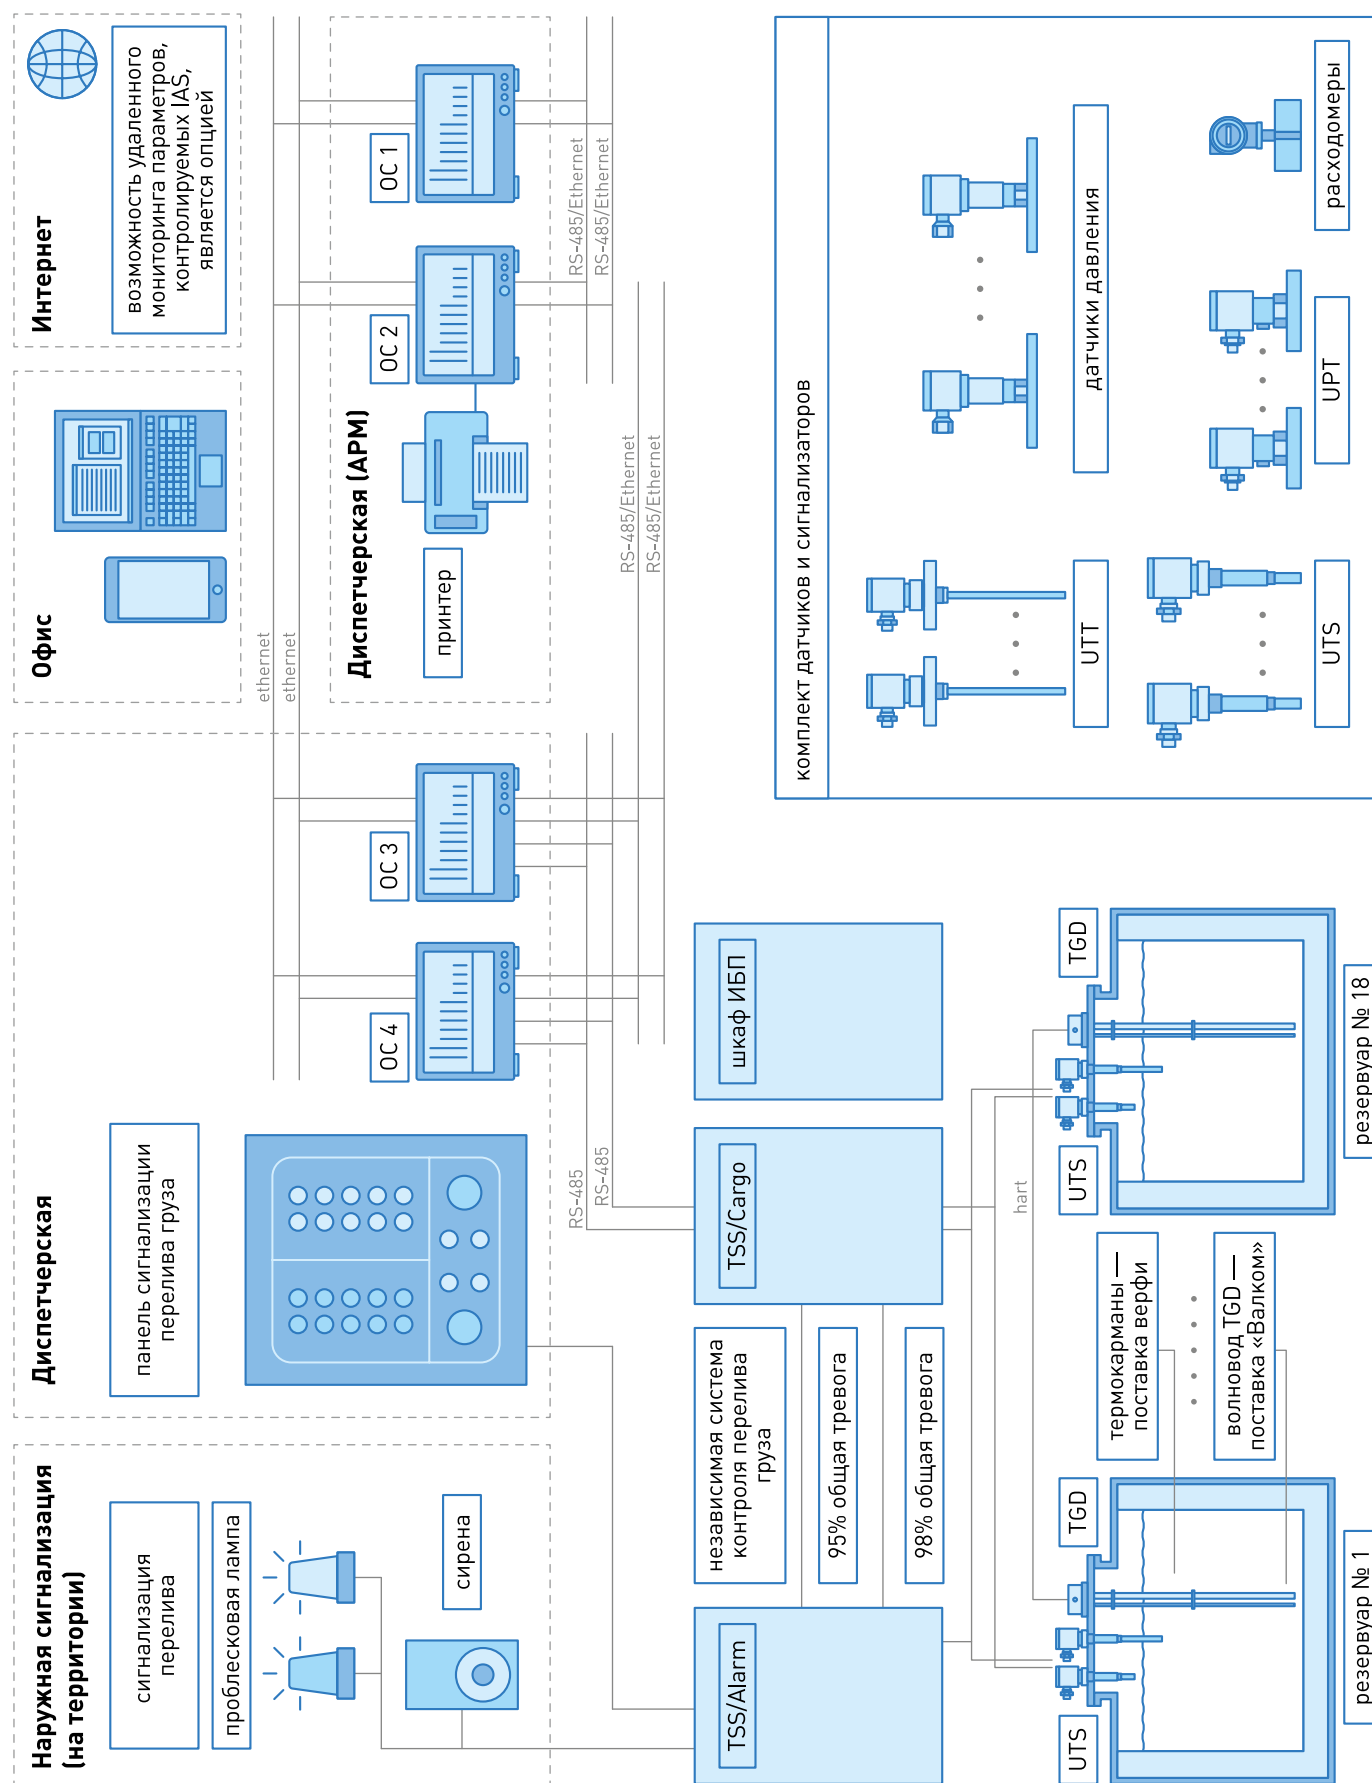 Наружная сигнализация
(на территории)
сигнализация
перелива
проблесковая лампа
сирена
Диспетчерская
панель сигнализации
перелива груза
ОС 4
ОС 3
Офис
Интернет
возможность удаленного
мониторинга параметров,
контролируемых IAS,
является опцией
ethernet
ethernet
Диспетчерская (АРМ)
принтер
ОС 2
ОС 1
RS-485/Ethernet
RS-485/Ethernet
RS-485/Ethernet
RS-485/Ethernet
RS-485
RS-485
TSS/Alarm
независимая система
контроля перелива
груза
95% общая тревога
98% общая тревога
TSS/Cargo
шкаф ИБП
hart
UTS
TGD
резервуар № 1
термокарманы —
поставка верфи
волновод TGD —
поставка «Валком»
UTS
TGD
резервуар № 18
комплект датчиков и сигнализаторов
UTT
датчики давления
UTS
UPT
расходомеры